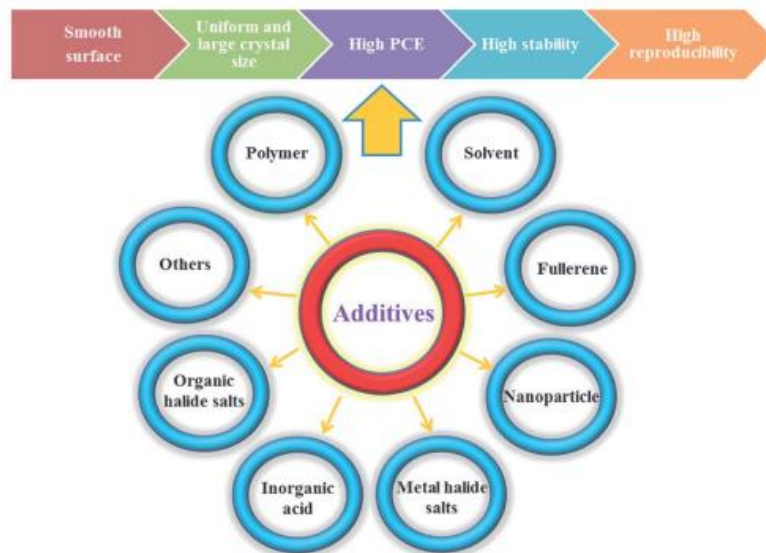 Smooth
surface
Uniform and
large crystal
size
High PCE
High stability
High
reproducibility
Polymer
Solvent
Others
Fullerene
Additives
Organic
halide salts
Nanoparticle
Inorganic
acid
Metal halide
salts